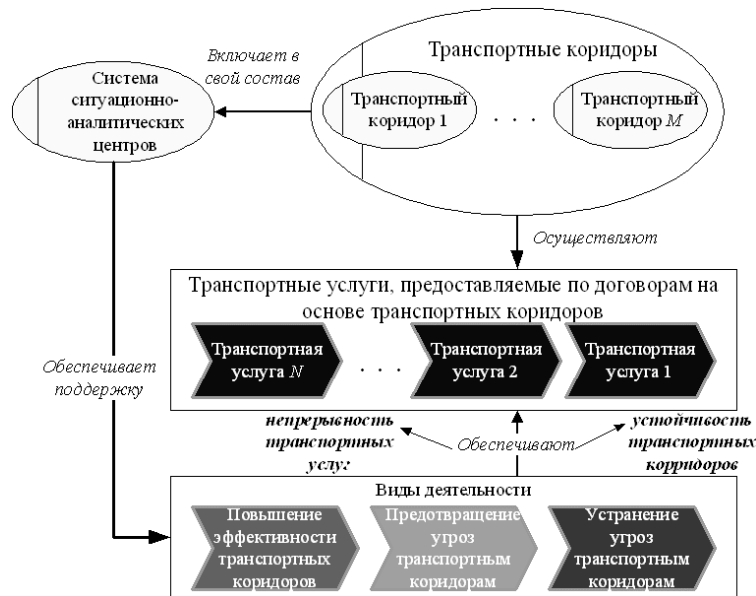 Транспортные коридоры
Включает в
свой состав
Система
ситуационно-
аналитических
центров
Транспортный
коридор 1
. . .
Транспортный
коридор M
Осуществляют
Транспортные услуги, предоставляемые по договорам на
основе транспортных коридоров
Транспортная
услуга N
. . .
Транспортная
услуга 2
Транспортная
услуга 1
Обеспечивает
поддержку
непрерывность
транспортных
услуг
Обеспечивают
устойчивость
транспортных
корридоров
Виды деятельности
Повышение
эффективности
транспортных
коридоров
Предотвращение
угроз
транспортным
коридорам
Устранение
угроз
транспортным
коридорам